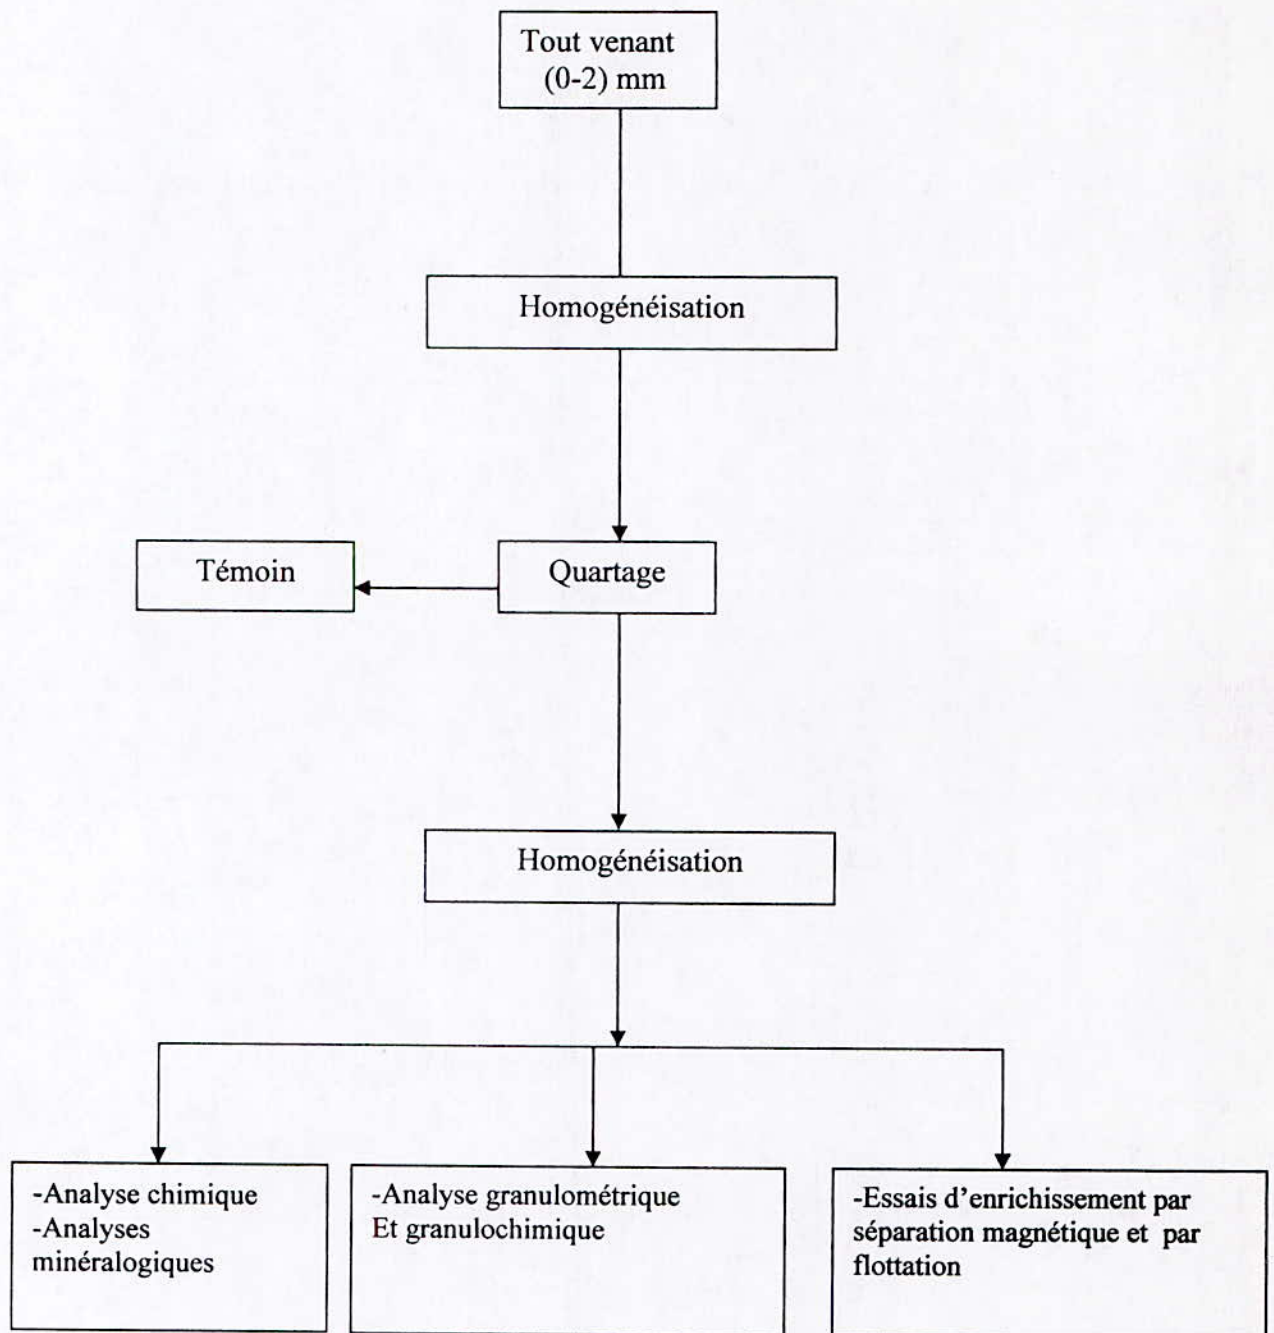 Tout venant
(0-2) mm
Homogénéisation
Témoin
Quartage
Homogénéisation
-Analyse chimique
-Analyses
minéralogiques
-Analyse granulométrique
Et granulochimique
-Essais d'enrichissement par
séparation magnétique et par
flottation